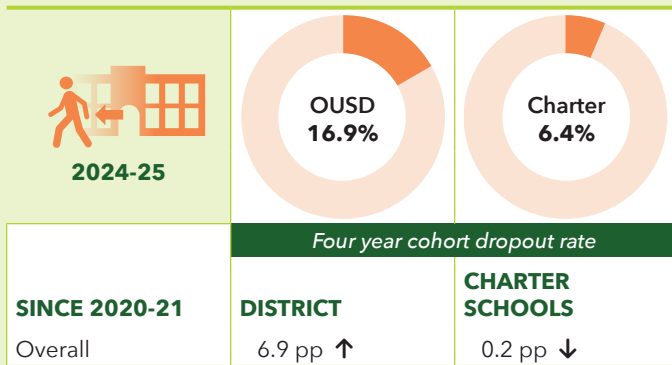 2024-25
OUSD
16.9%
Charter
6.4%
Four year cohort dropout rate
SINCE 2020-21
DISTRICT
CHARTER
SCHOOLS
Overall
6.9 pp ↑
0.2 pp ↓